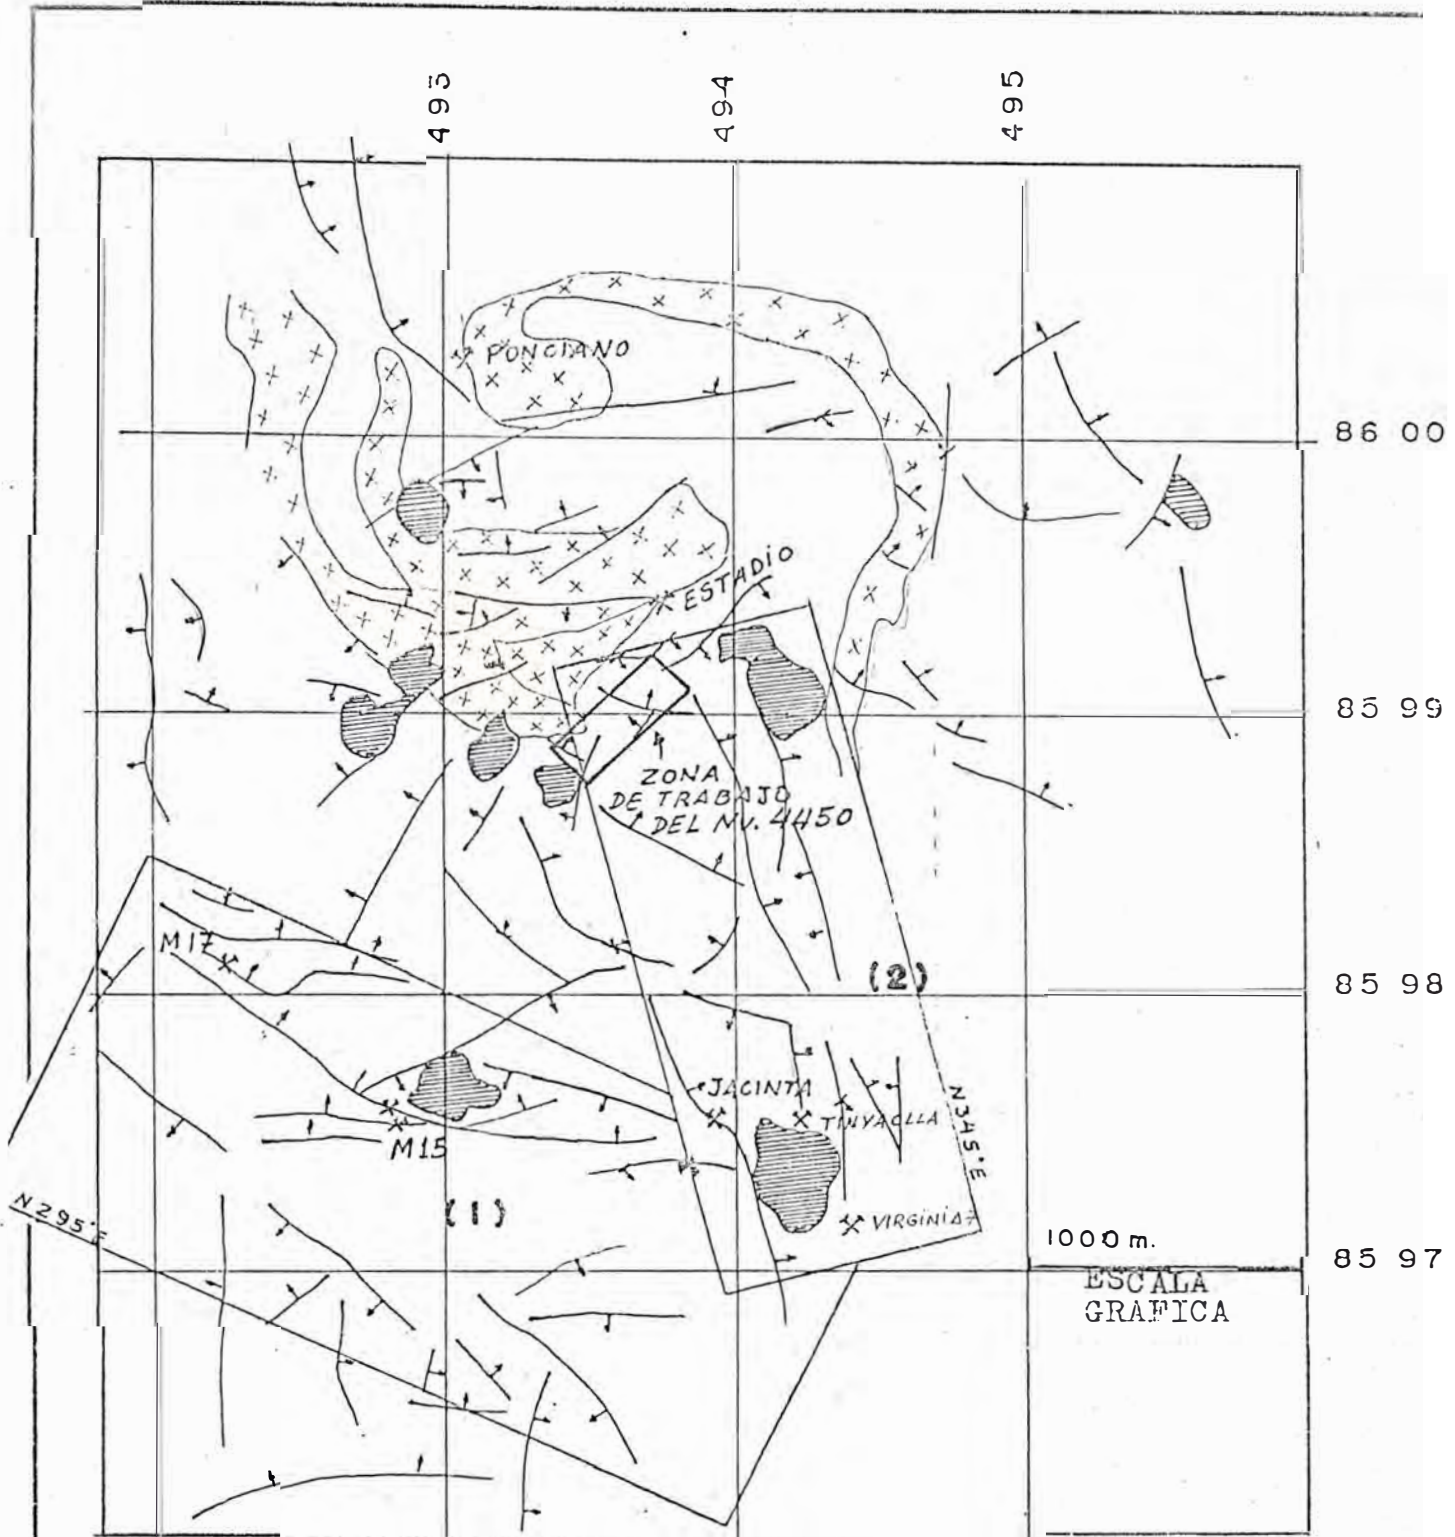 493
494
495
PONCIANO
86 00
ESTADIO
85 99
ZONA
DE TRABAJO
DEL NV. 4450
M17
(2)
85 98
JACINTA
TINYACLLA
M15
N345°E
N295°E
(1)
VIRGINIA
1000 m.
85 97
ESCALA
GRAFICA